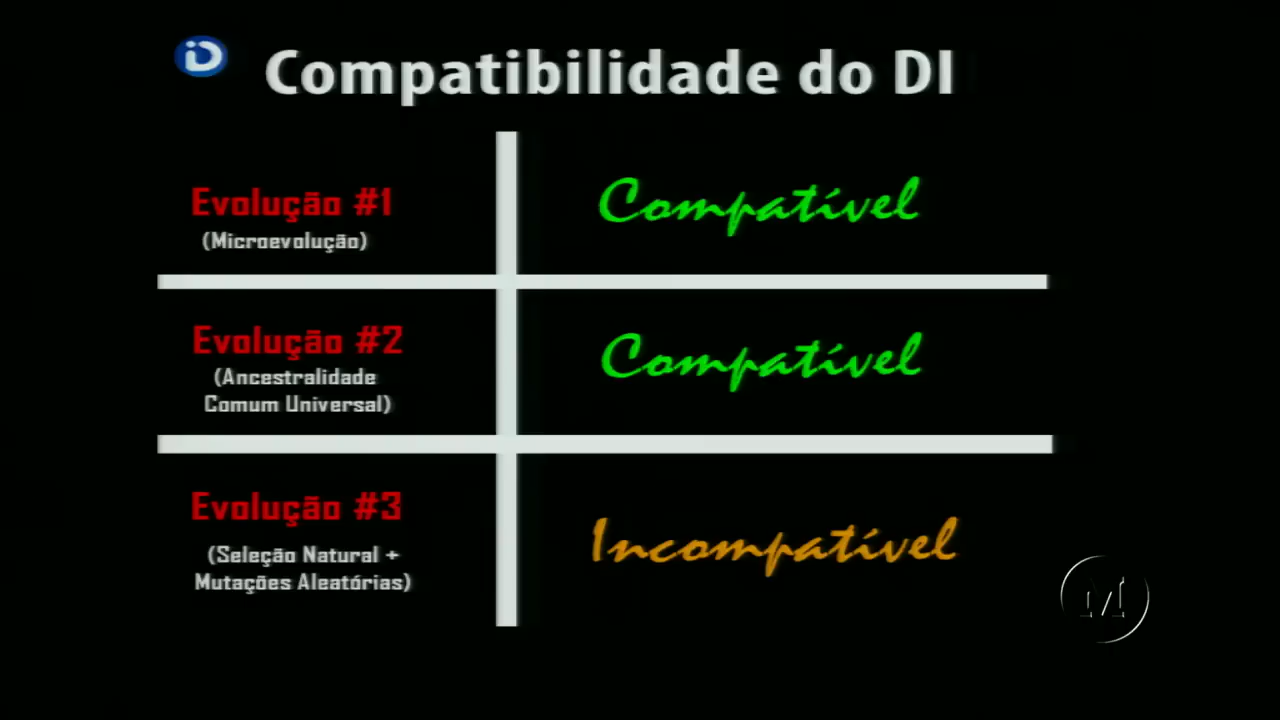 iD
Compatibilidade do DI
Evolução #1
(Microevolução)
Compatível
Evolução #2
(Ancestralidade
Comum Universal)
Compatível
Evolução #3
(Seleção Natural +
Mutações Aleatórias)
Incompatível
M